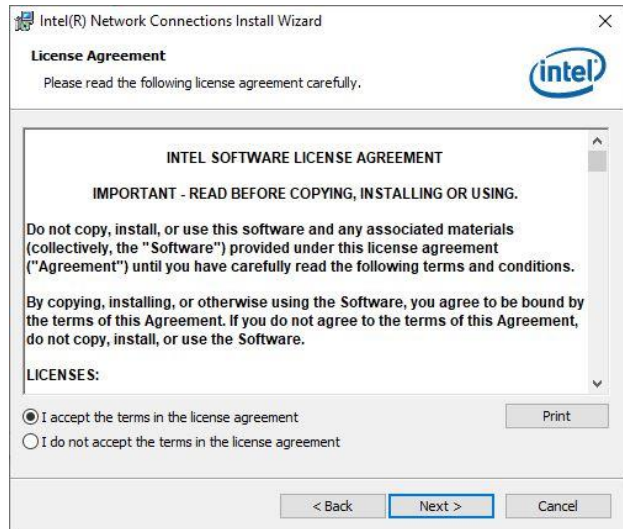 Intel(R) Network Connections Install Wizard
License Agreement
Please read the following license agreement carefully.
intel
INTEL SOFTWARE LICENSE AGREEMENT
IMPORTANT - READ BEFORE COPYING, INSTALLING OR USING.
Do not copy, install, or use this software and any associated materials
(collectively, the "Software") provided under this license agreement
("Agreement") until you have carefully read the following terms and conditions.
By copying, installing, or otherwise using the Software, you agree to be bound by
the terms of this Agreement. If you do not agree to the terms of this Agreement,
do not copy, install, or use the Software.
LICENSES:
I accept the terms in the license agreement
Print
I do not accept the terms in the license agreement
< Back
Next >
Cancel